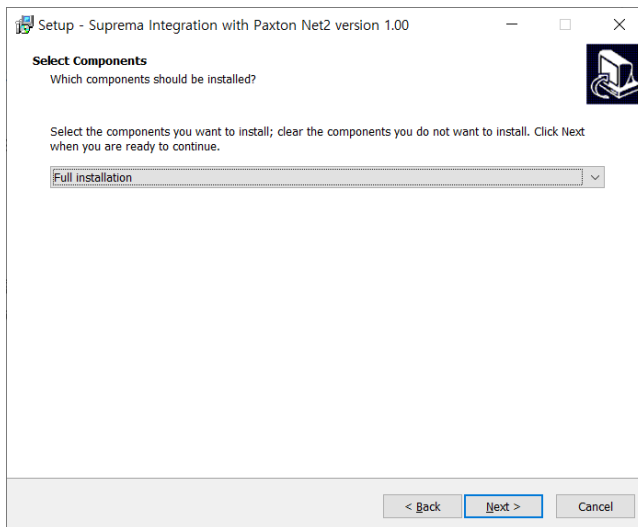 Setup - Suprema Integration with Paxton Net2 version 1.00
Select Components
Which components should be installed?
Select the components you want to install; clear the components you do not want to install. Click Next
when you are ready to continue.
Full installation
< Back
Next >
Cancel